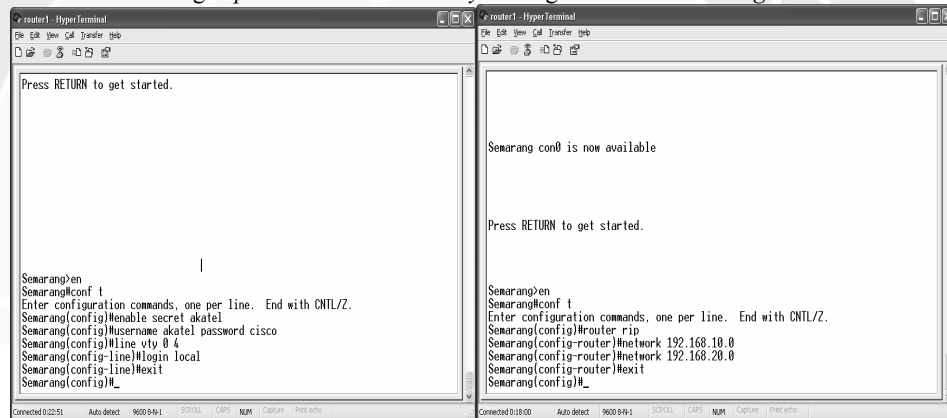 router1 - HyperTerminal
File Edit View Call Transfer Help
Press RETURN to get started.
Semarang>en
Semarang#conf t
Enter configuration commands, one per line. End with CNTL/Z.
Semarang(config)#enable secret akatel
Semarang(config)#username akatel password cisco
Semarang(config)#line vty 0 4
Semarang(config-line)#login local
Semarang(config-line)#exit
Semarang(config)#_
Connected 0:22:51 Auto detect 9600 8-N-1 SCROLL CAPS NUM Capture Print echo
router1 - HyperTerminal
File Edit View Call Transfer Help
Semarang con0 is now available
Press RETURN to get started.
Semarang>en
Semarang#conf t
Enter configuration commands, one per line. End with CNTL/Z.
Semarang(config)#router rip
Semarang(config-router)#network 192.168.10.0
Semarang(config-router)#network 192.168.20.0
Semarang(config-router)#exit
Semarang(config)#_
Connected 0:18:00 Auto detect 9600 8-N-1 SCROLL CAPS NUM Capture Print echo